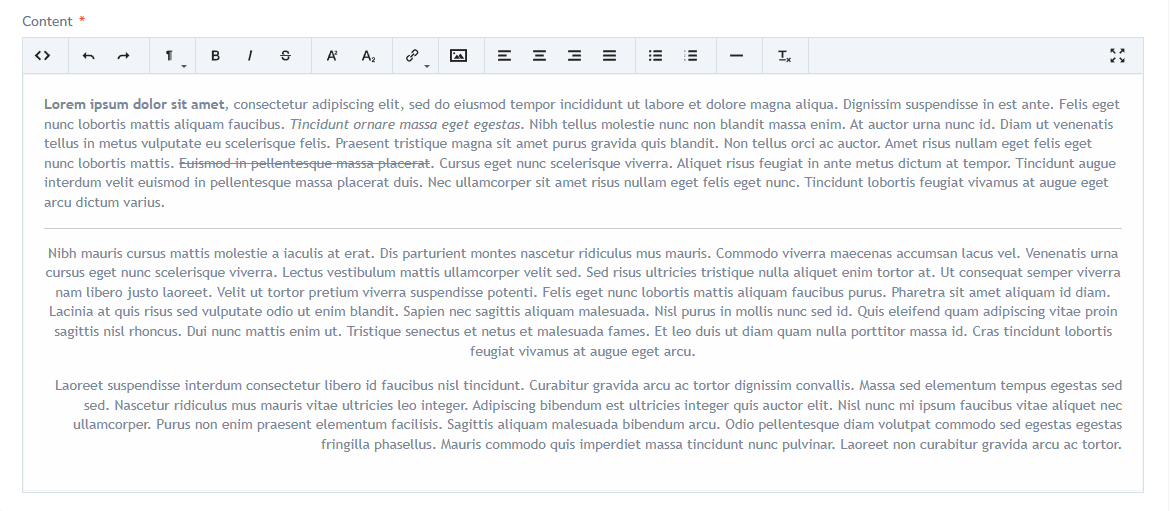 Content *
Lorem ipsum dolor sit amet, consectetur adipiscing elit, sed do eiusmod tempor incididunt ut labore et dolore magna aliqua. Dignissim suspendisse in est ante. Felis eget
nunc lobortis mattis aliquam faucibus. Tincidunt ornare massa eget egestas. Nibh tellus molestie nunc non blandit massa enim. At auctor urna nunc id. Diam ut venenatis
tellus in metus vulputate eu scelerisque felis. Praesent tristique magna sit amet purus gravida quis blandit. Non tellus orci ac auctor. Amet risus nullam eget felis eget
nunc lobortis mattis. Euismod in pellentesque massa placerat. Cursus eget nunc scelerisque viverra. Aliquet risus feugiat in ante metus dictum at tempor. Tincidunt augue
interdum velit euismod in pellentesque massa placerat duis. Nec ullamcorper sit amet risus nullam eget felis eget nunc. Tincidunt lobortis feugiat vivamus at augue eget
arcu dictum varius.
Nibh mauris cursus mattis molestie a iaculis at erat. Dis parturient montes nascetur ridiculus mus mauris. Commodo viverra maecenas accumsan lacus vel. Venenatis urna
cursus eget nunc scelerisque viverra. Lectus vestibulum mattis ullamcorper velit sed. Sed risus ultricies tristique nulla aliquet enim tortor at. Ut consequat semper viverra
nam libero justo laoreet. Velit ut tortor pretium viverra suspendisse potenti. Felis eget nunc lobortis mattis aliquam faucibus purus. Pharetra sit amet aliquam id diam.
Lacinia at quis risus sed vulputate odio ut enim blandit. Sapien nec sagittis aliquam malesuada. Nisl purus in mollis nunc sed id. Quis eleifend quam adipiscing vitae proin
sagittis nisl rhoncus. Dui nunc mattis enim ut. Tristique senectus et netus et malesuada fames. Et leo duis ut diam quam nulla porttitor massa id. Cras tincidunt lobortis
feugiat vivamus at augue eget arcu.
Laoreet suspendisse interdum consectetur libero id faucibus nisl tincidunt. Curabitur gravida arcu ac tortor dignissim convallis. Massa sed elementum tempus egestas sed
sed. Nascetur ridiculus mus mauris vitae ultricies leo integer. Adipiscing bibendum est ultricies integer quis auctor elit. Nisl nunc mi ipsum faucibus vitae aliquet nec
ullamcorper. Purus non enim praesent elementum facilisis. Sagittis aliquam malesuada bibendum arcu. Odio pellentesque diam volutpat commodo sed egestas egestas
fringilla phasellus. Mauris commodo quis imperdiet massa tincidunt nunc pulvinar. Laoreet non curabitur gravida arcu ac tortor.